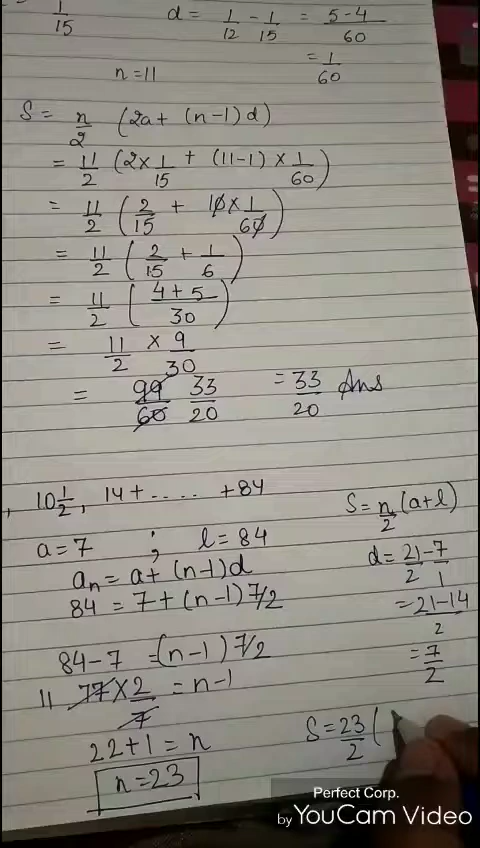 1/15 d = 1/12 - 1/15 = 5-4/60
= 1/60
n = 11
S = n/2 (2a + (n-1)d)
= 11/2 (2×1/15 + (11-1) × 1/60)
= 11/2 (2/15 + 10×1/60)
= 11/2 (2/15 + 1/6)
= 11/2 (4+5/30)
= 11/2 × 9/30
= 99/60 33/20 = 33/20 Ans
, 10 1/2, 14 + ..... + 84
a = 7 ; l = 84
an = a + (n-1)d
84 = 7 + (n-1) 7/2
84-7 = (n-1) 7/2
11 77 × 2/7 = n-1
22+1 = n
n = 23
S = n/2 (a+l)
d = 21/2 - 7/1
= 21-14/2
= 7/2
S = 23/2 (
Perfect Corp.
by YouCam Video